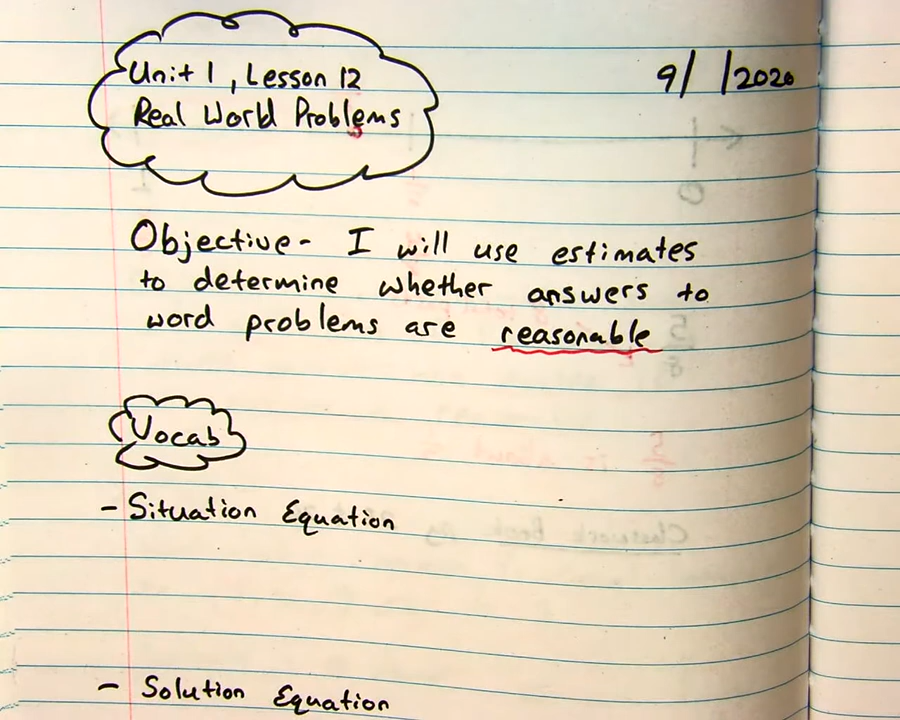 Unit 1, Lesson 12
Real World Problems
9/ /2020
Objective- I will use estimates
to determine whether answers to
word problems are reasonable
Vocab
- Situation Equation
- Solution Equation